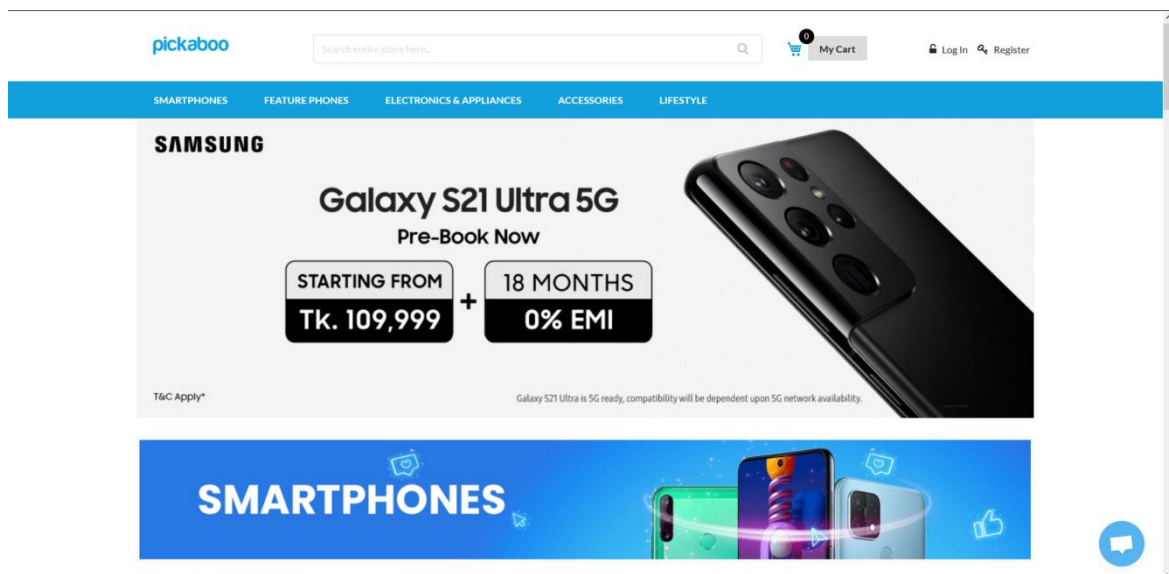 pickaboo
Search entire store here...
0
My Cart
Log In
Register
SMARTPHONES FEATURE PHONES ELECTRONICS & APPLIANCES ACCESSORIES LIFESTYLE
SAMSUNG
Galaxy S21 Ultra 5G
Pre-Book Now
STARTING FROM
Tk. 109,999
+
18 MONTHS
0% EMI
T&C Apply*
Galaxy S21 Ultra is 5G ready, compatibility will be dependent upon 5G network availability.
SMARTPHONES